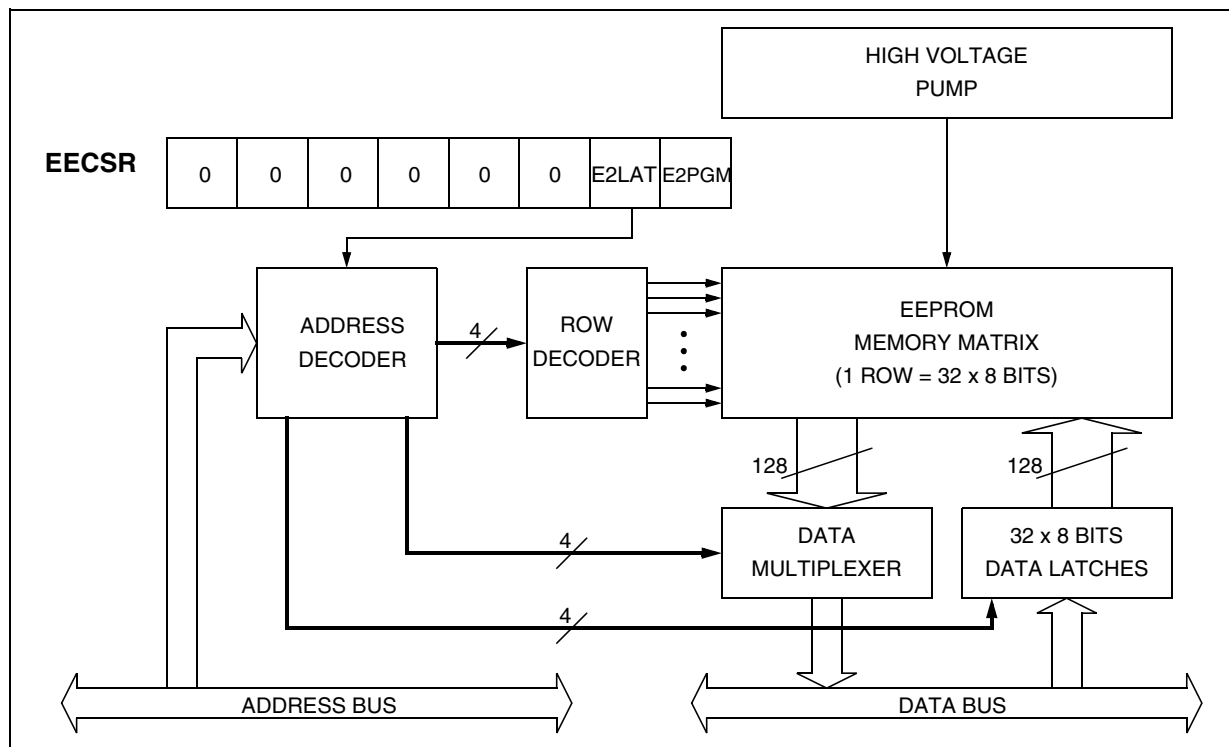 HIGH VOLTAGE
PUMP
EECSR
0 0 0 0 0 0 E2LAT E2PGM
ADDRESS
DECODER
4
ROW
DECODER
EEPROM
MEMORY MATRIX
(1 ROW = 32 x 8 BITS)
128
128
4
DATA
MULTIPLEXER
32 x 8 BITS
DATA LATCHES
4
ADDRESS BUS
DATA BUS